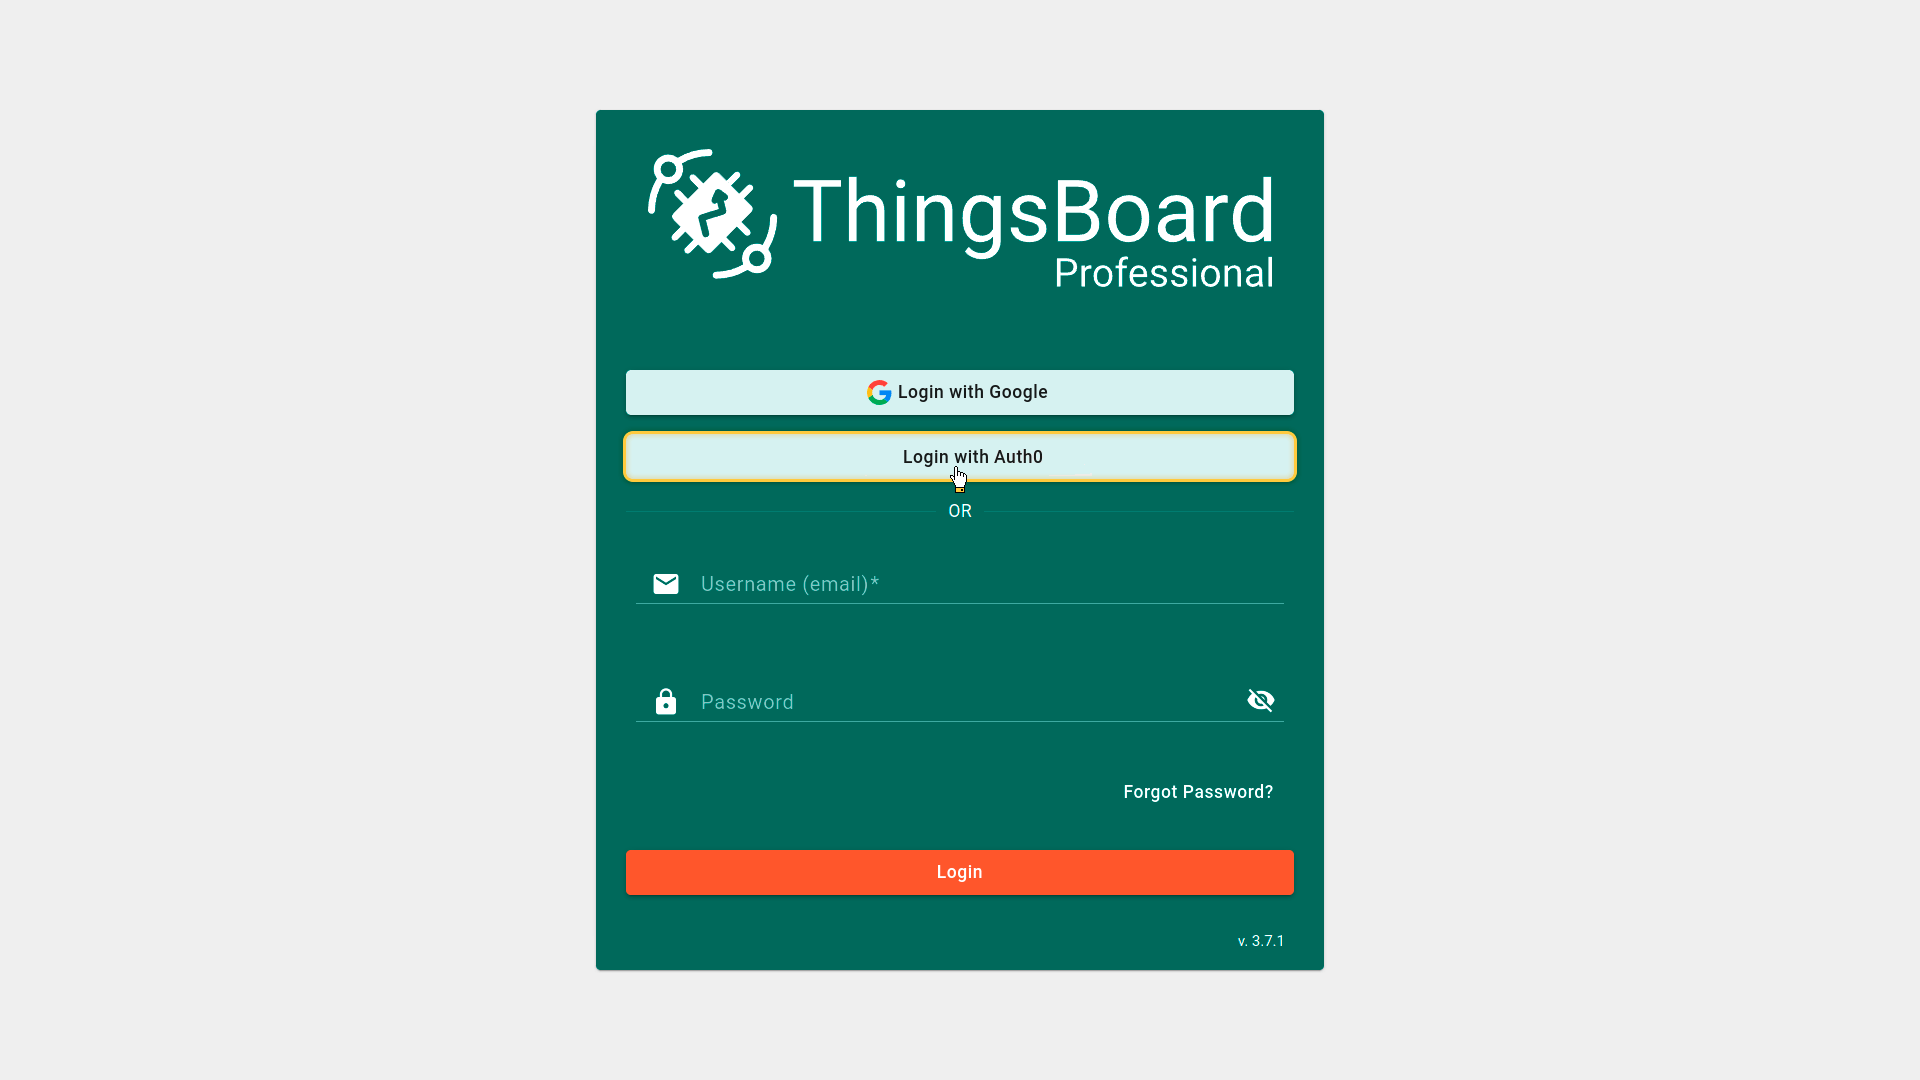 ThingsBoard
Professional
Login with Google
Login with Auth0
OR
Username (email)*
Password
Forgot Password?
Login
v. 3.7.1